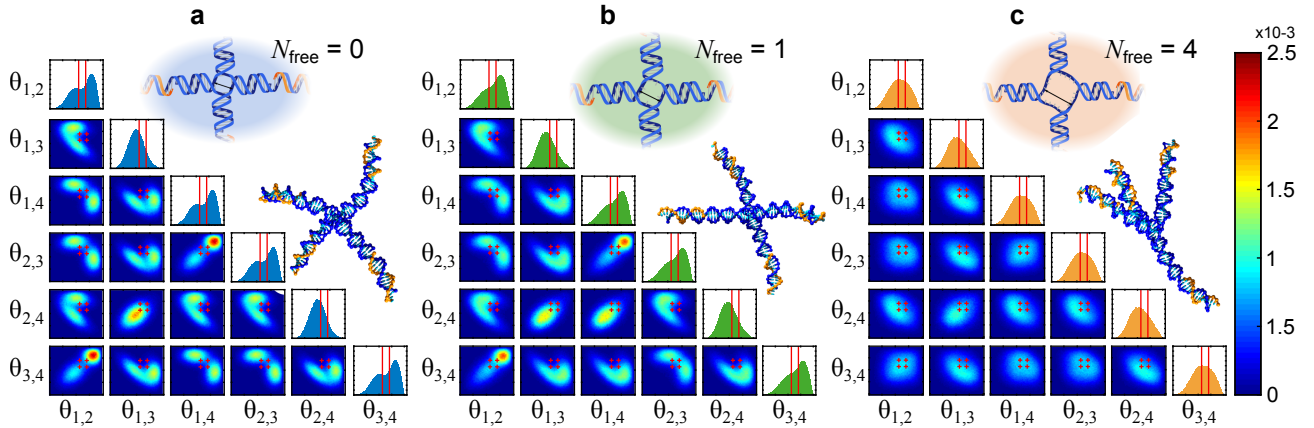 a
b
c
N_free = 0
N_free = 1
N_free = 4
x10-3
θ1,2
θ1,2
θ1,2
2.5
θ1,3
θ1,3
θ1,3
2
θ1,4
θ1,4
θ1,4
1.5
θ2,3
θ2,3
θ2,3
1
θ2,4
θ2,4
θ2,4
1.5
θ3,4
θ3,4
θ3,4
0
θ1,2 θ1,3 θ1,4 θ2,3 θ2,4 θ3,4
θ1,2 θ1,3 θ1,4 θ2,3 θ2,4 θ3,4
θ1,2 θ1,3 θ1,4 θ2,3 θ2,4 θ3,4